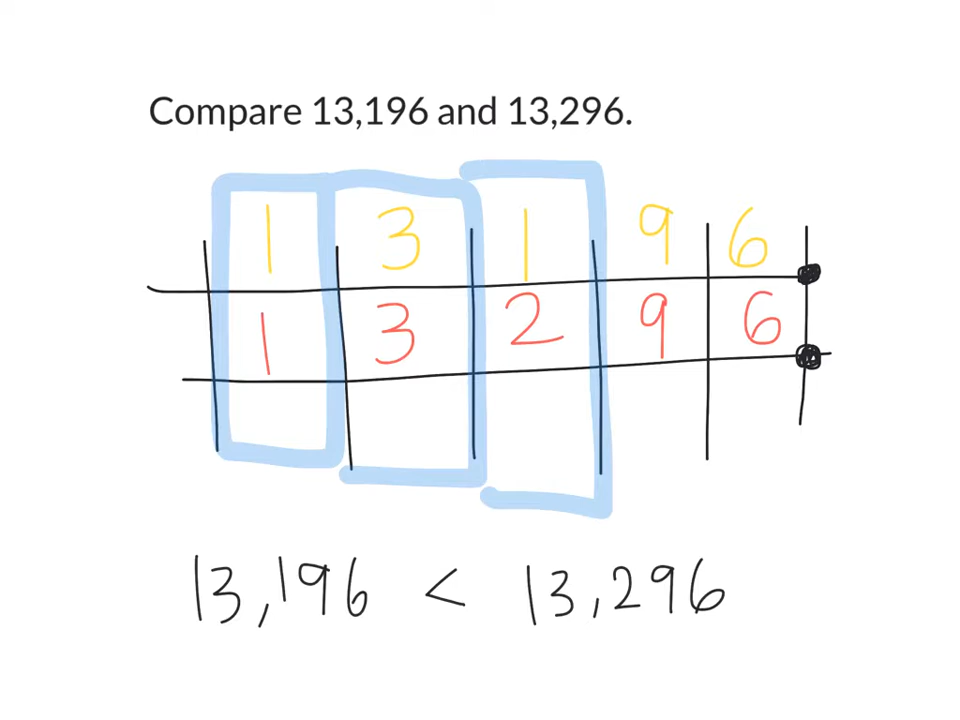 Compare 13,196 and 13,296.
1 3 1 9 6
1 3 2 9 6
13,196 < 13,296